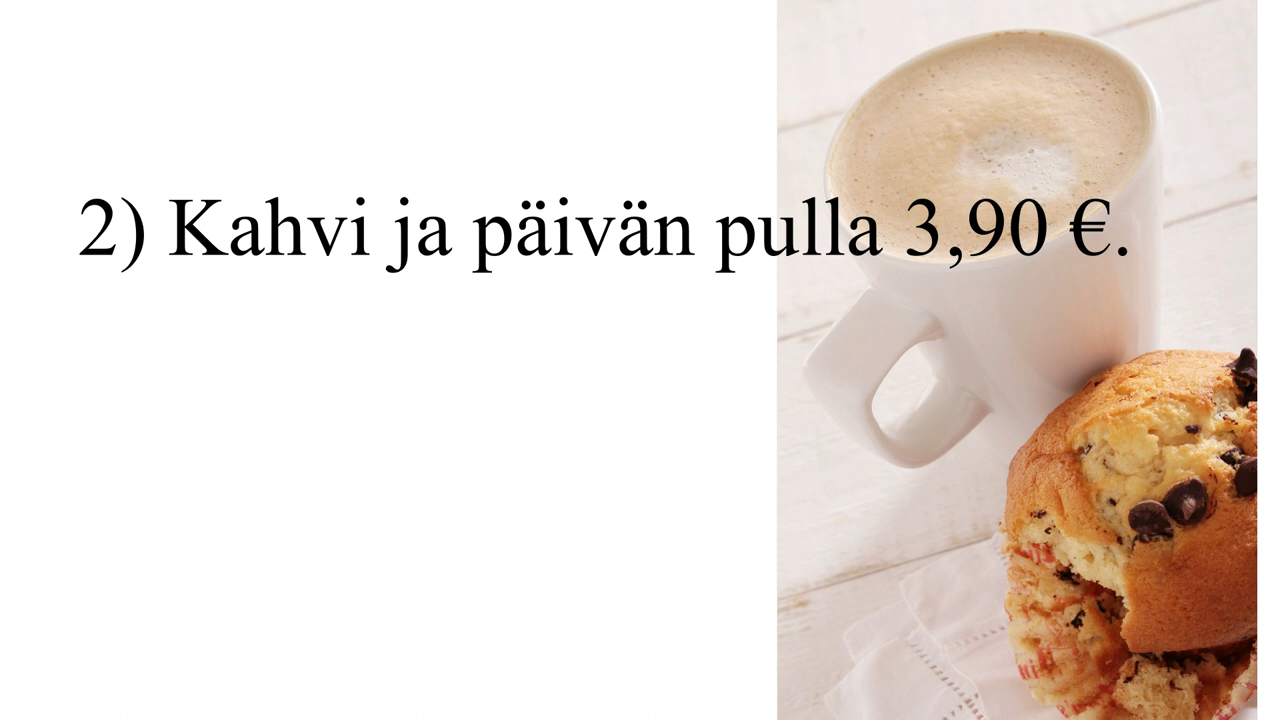 2) Kahvi ja päivän pulla 3,90 €.